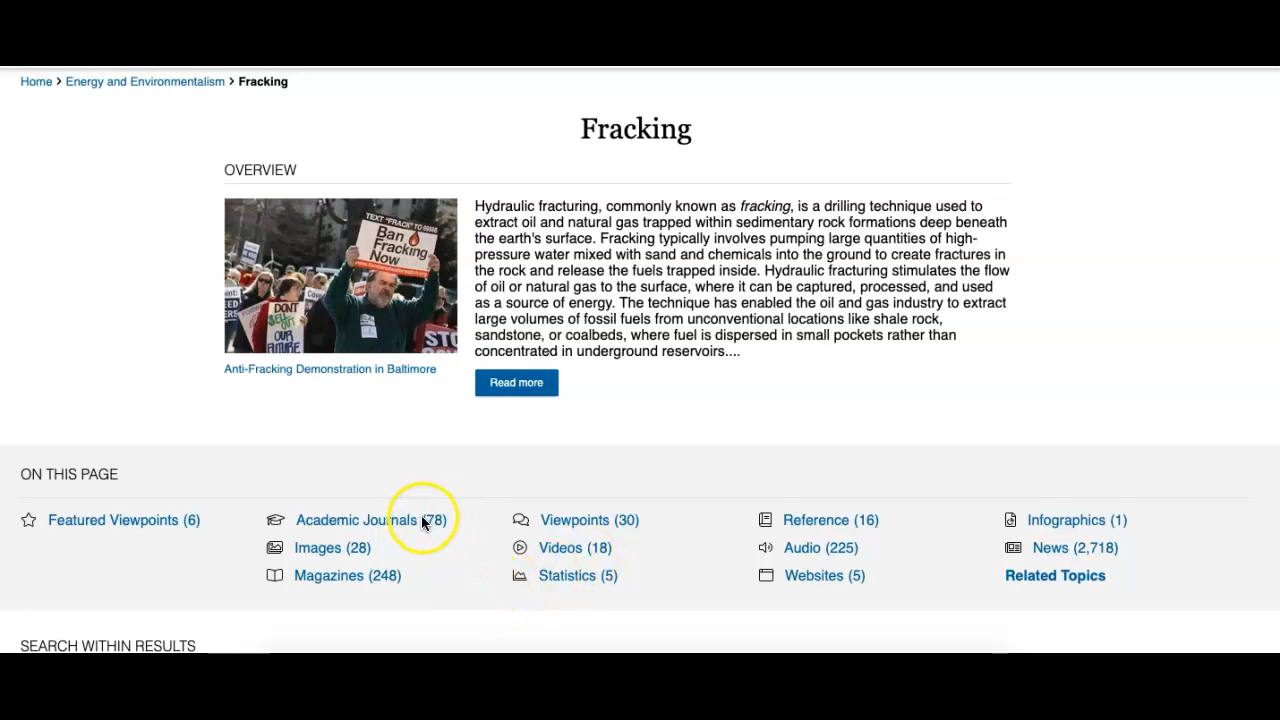 Home > Energy and Environmentalism > Fracking
Fracking
OVERVIEW
TEXT "FRACK" TO
Ban
Fracking
Now
DONT
OUR
FUTURE
Anti-Fracking Demonstration in Baltimore
Hydraulic fracturing, commonly known as fracking, is a drilling technique used to
extract oil and natural gas trapped within sedimentary rock formations deep beneath
the earth's surface. Fracking typically involves pumping large quantities of high-
pressure water mixed with sand and chemicals into the ground to create fractures in
the rock and release the fuels trapped inside. Hydraulic fracturing stimulates the flow
of oil or natural gas to the surface, where it can be captured, processed, and used
as a source of energy. The technique has enabled the oil and gas industry to extract
large volumes of fossil fuels from unconventional locations like shale rock,
sandstone, or coalbeds, where fuel is dispersed in small pockets rather than
concentrated in underground reservoirs....
Read more
ON THIS PAGE
Featured Viewpoints (6)
Academic Journals (78)
Images (28)
Magazines (248)
Viewpoints (30)
Videos (18)
Statistics (5)
Reference (16)
Audio (225)
Websites (5)
Infographics (1)
News (2,718)
Related Topics
SEARCH WITHIN RESULTS